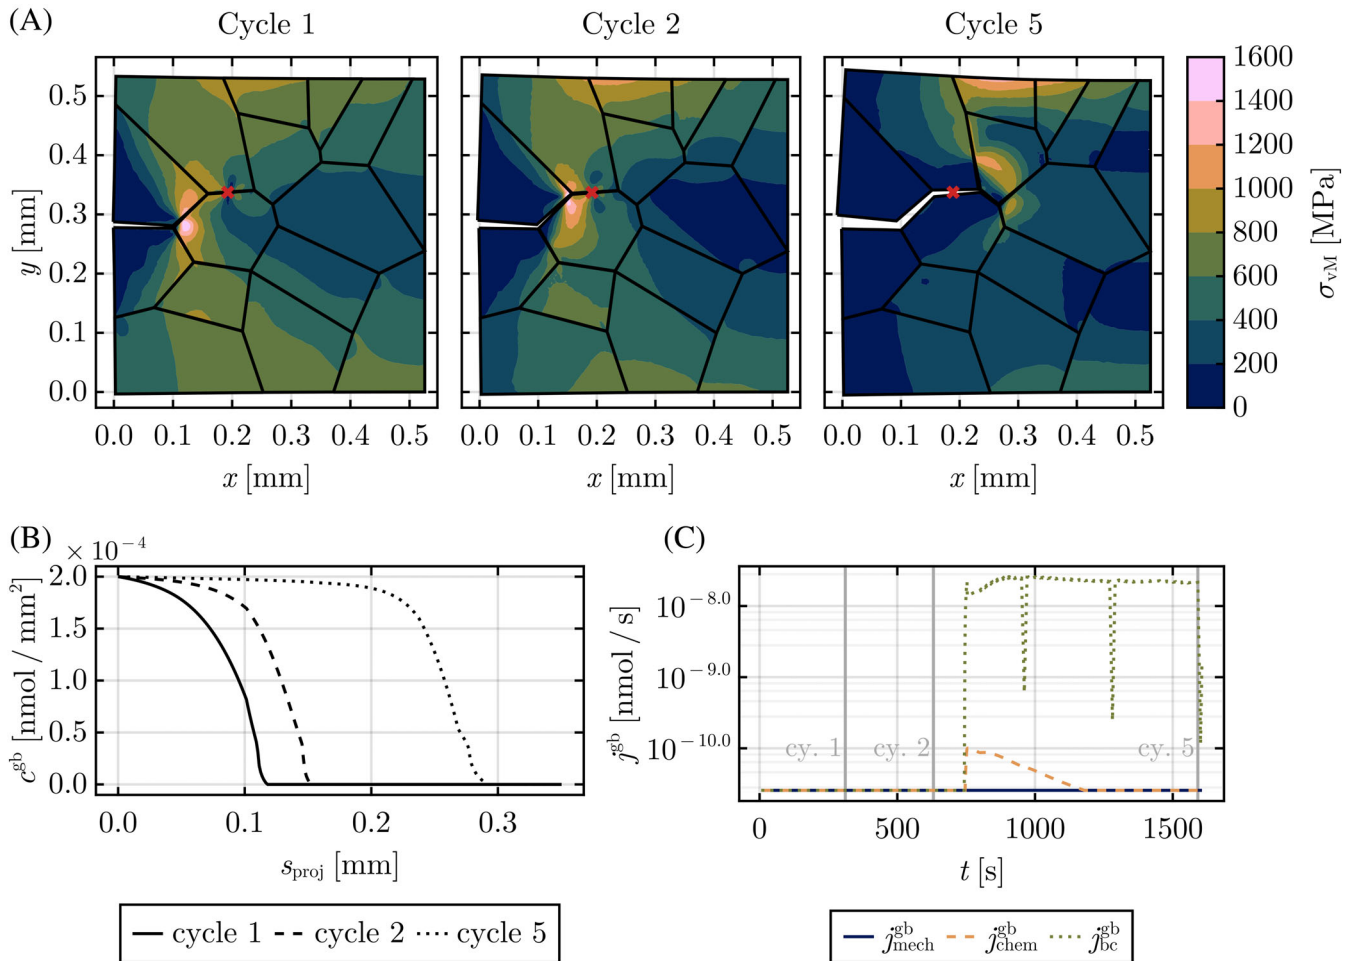 (A)
Cycle 1 Cycle 2 Cycle 5
0.5
0.4
0.3
0.2
0.1
0.0
y [mm]
0.0 0.1 0.2 0.3 0.4 0.5
x [mm]
0.0 0.1 0.2 0.3 0.4 0.5
x [mm]
0.0 0.1 0.2 0.3 0.4 0.5
x [mm]
1600
1400
1200
1000
800
600
400
200
0
σvM [MPa]
(B)
× 10⁻⁴
2.0
1.5
1.0
0.5
0.0
cᵍᵇ [nmol / mm²]
0.0 0.1 0.2 0.3
sproj [mm]
cycle 1 cycle 2 cycle 5
(C)
10⁻⁸·⁰
10⁻⁹·⁰
10⁻¹⁰·⁰
jᵍᵇ [nmol / s]
cy. 1 cy. 2 cy. 5
0 500 1000 1500
t [s]
jᵍᵇmech jᵍᵇchem jᵍᵇbc